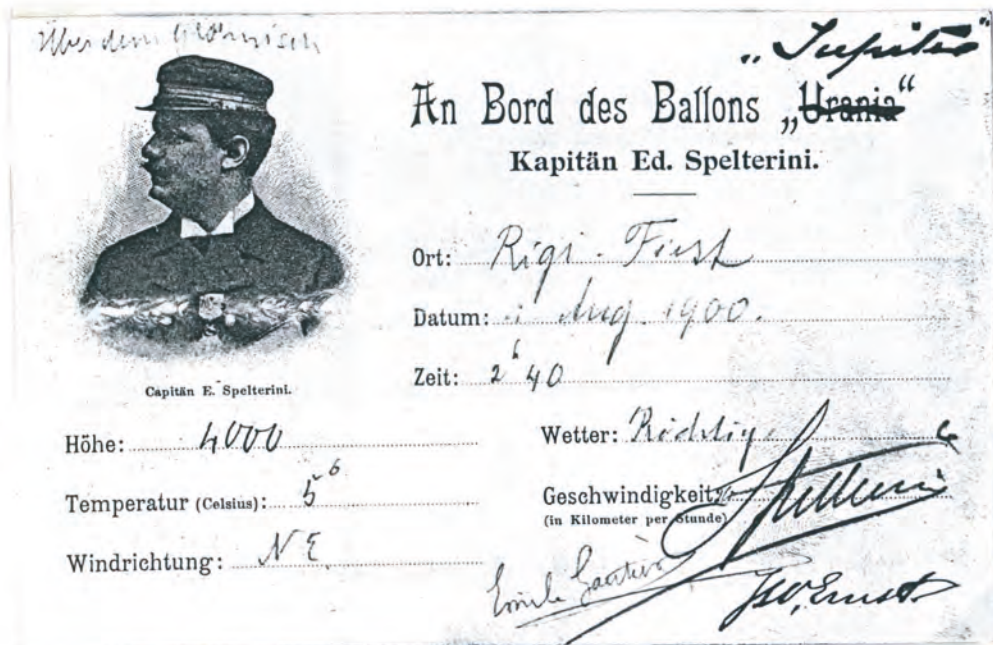 Über dem Glärnisch
„Jupiter“
An Bord des Ballons „Urania“
Kapitän Ed. Spelterini.
Ort: Rigi-First
Datum: 1. Aug. 1900.
Zeit: 2 h 40
Capitän E. Spelterini.
Höhe: 4000
Wetter:
Temperatur (Celsius): 5°
Geschwindigkeit:
(in Kilometer per Stunde)
Spelterini
Windrichtung: NE
Emile Gautier